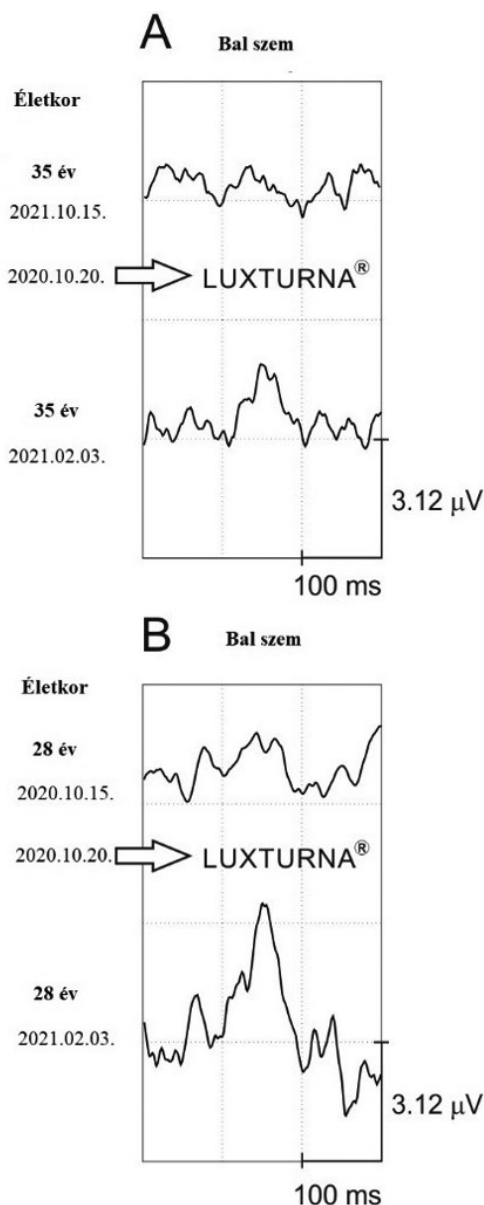 A
Bal szem
Életkor
35 év
2021.10.15.
2020.10.20.
LUXTURNA®
35 év
2021.02.03.
3.12 µV
100 ms
B
Bal szem
Életkor
28 év
2020.10.15.
2020.10.20.
LUXTURNA®
28 év
2021.02.03.
3.12 µV
100 ms